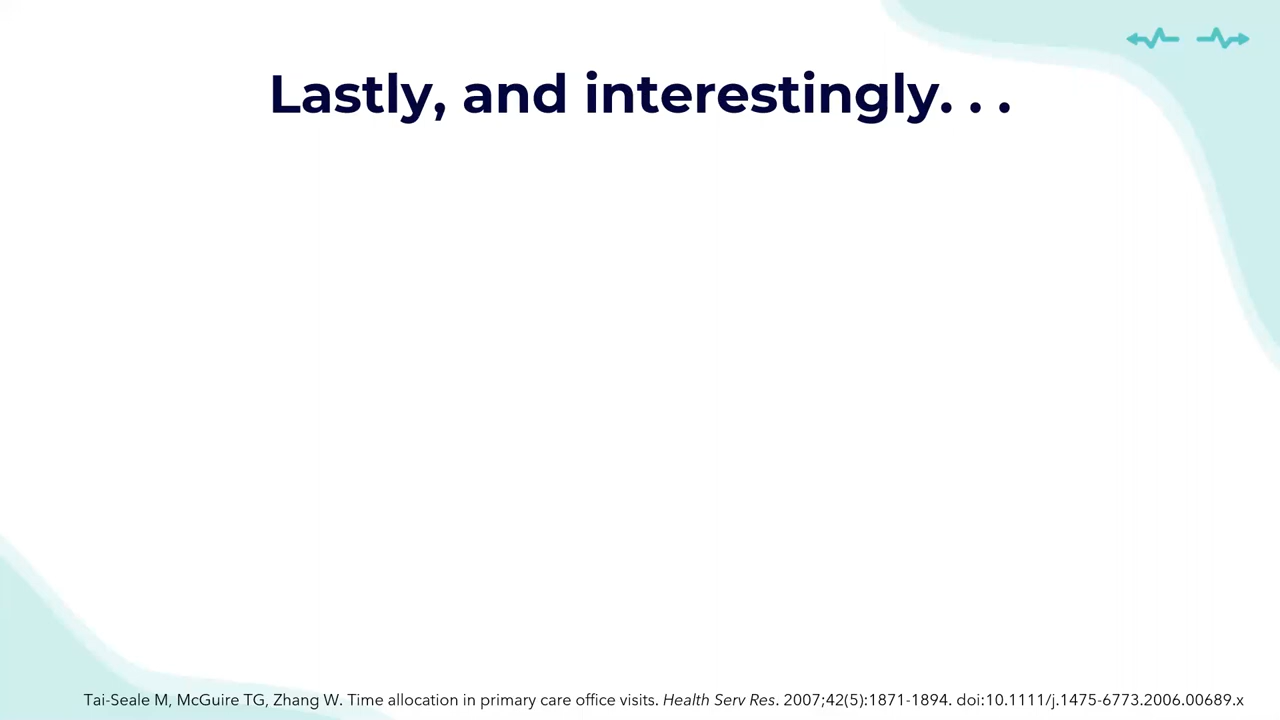 Lastly, and interestingly. . .
Tai-Seale M, McGuire TG, Zhang W. Time allocation in primary care office visits. Health Serv Res. 2007;42(5):1871-1894. doi:10.1111/j.1475-6773.2006.00689.x